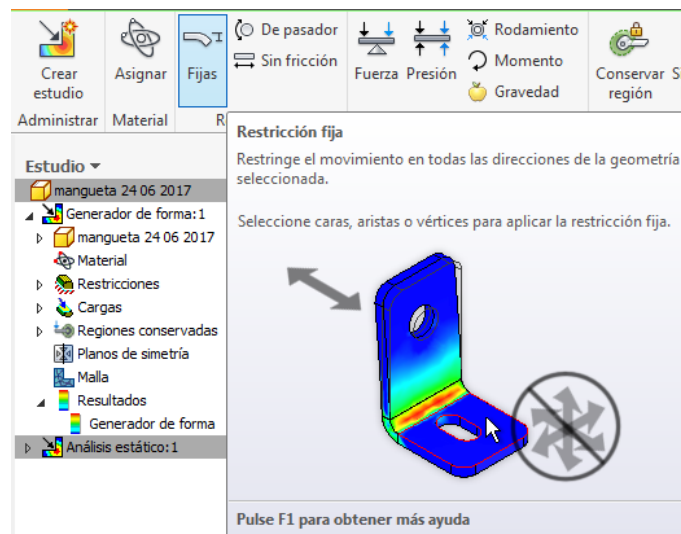 Crear estudio
Asignar
Fijas
De pasador
Sin fricción
Fuerza
Presión
Rodamiento
Momento
Gravedad
Conservar región
Administrar
Material
Restricción fija
Restringe el movimiento en todas las direcciones de la geometría
seleccionada.
Seleccione caras, aristas o vértices para aplicar la restricción fija.
Estudio
mangueta 24 06 2017
Generador de forma:1
mangueta 24 06 2017
Material
Restricciones
Cargas
Regiones conservadas
Planos de simetría
Malla
Resultados
Generador de forma
Análisis estático:1
Pulse F1 para obtener más ayuda